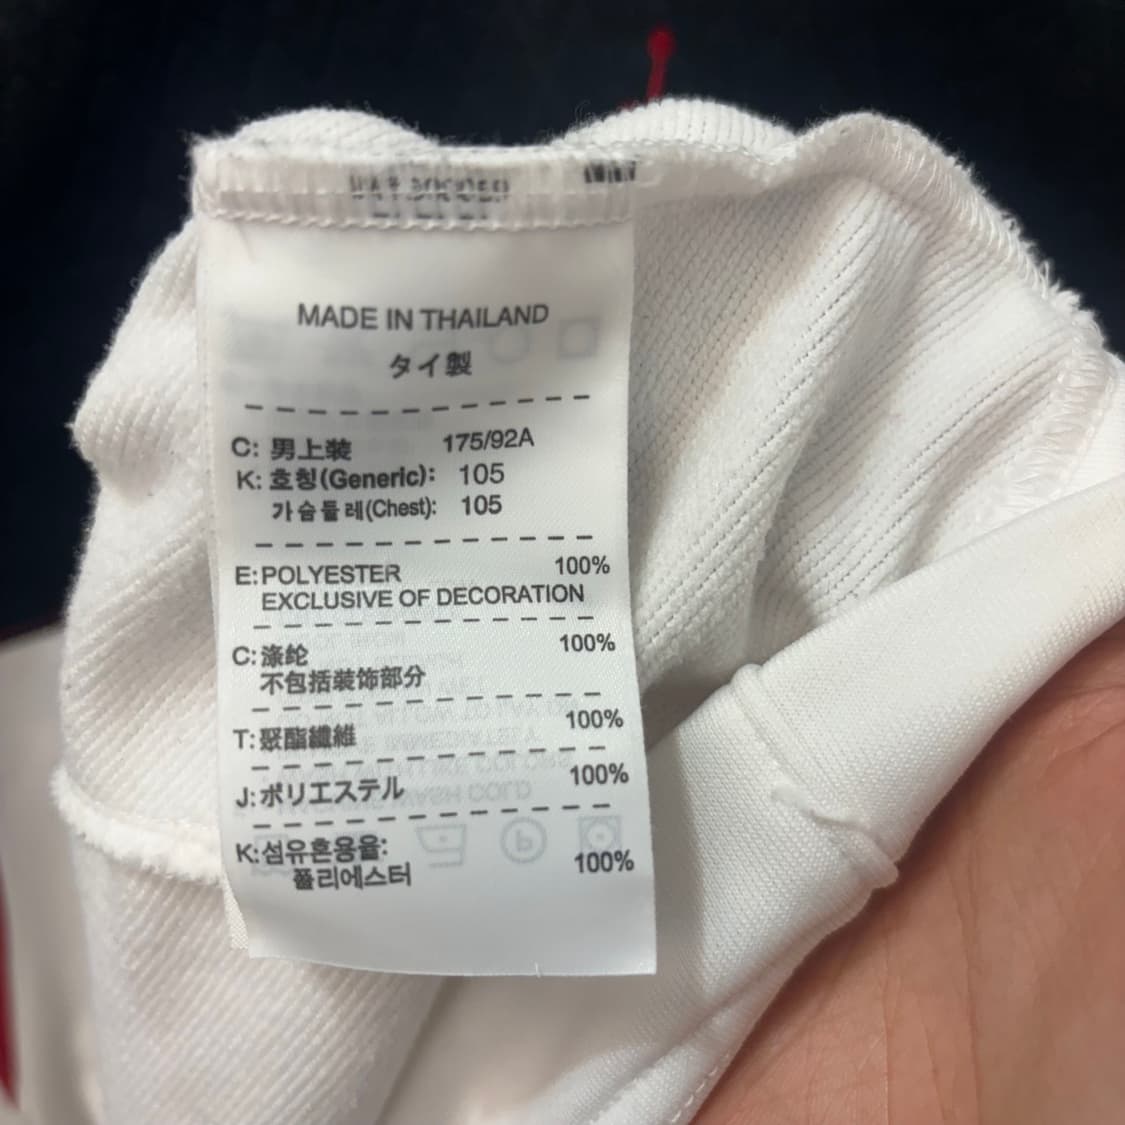 MADE IN THAILAND
タイ製
C: 男上装 175/92A
K: 호칭(Generic): 105
가슴둘레(Chest): 105
E: POLYESTER 100%
EXCLUSIVE OF DECORATION
C: 涤纶 100%
不包括装饰部分
T: 聚酯纖維 100%
J: ポリエステル 100%
K: 섬유혼용율:
폴리에스터 100%